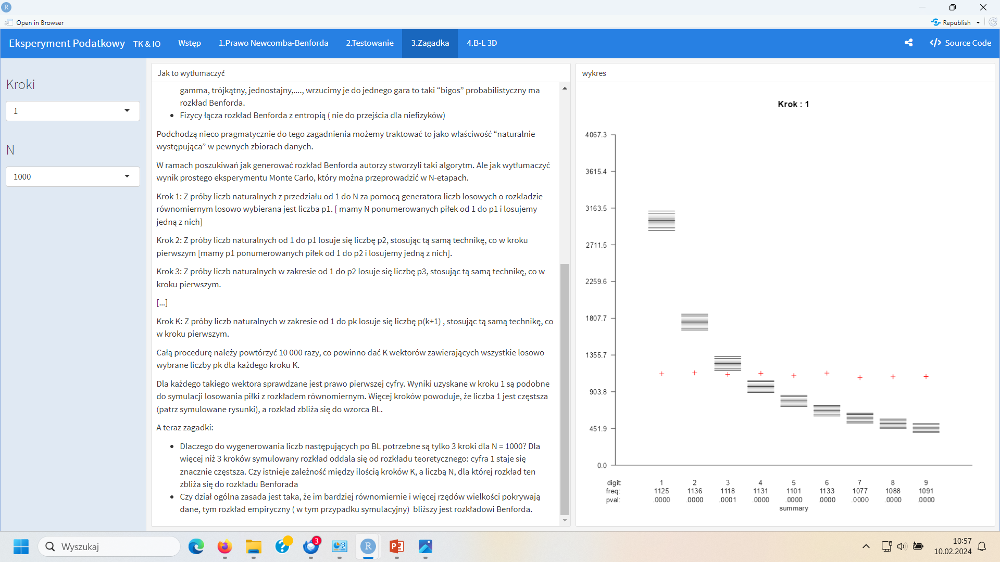 R
Open in Browser
Republish
Eksperyment Podatkowy TK & IO Wstęp 1.Prawo Newcomba-Benforda 2.Testowanie 3.Zagadka 4.B-L 3D Source Code
Kroki
1
N
1000
Jak to wytłumaczyć
gamma, trójkątny, jednostajny,...., wrzucimy je do jednego gara to taki “bigos” probabilistyczny ma
rozkład Benforda.
• Fizycy łącza rozkład Benforda z entropią ( nie do przejścia dla niefizyków)
Podchodzą nieco pragmatycznie do tego zagadnienia możemy traktować to jako właściwość “naturalnie
występująca” w pewnych zbiorach danych.
W ramach poszukiwań jak generować rozkład Benforda autorzy stworzyli taki algorytm. Ale jak wytłumaczyć
wynik prostego eksperymentu Monte Carlo, który można przeprowadzić w N-etapach.
Krok 1: Z próby liczb naturalnych z przedziału od 1 do N za pomocą generatora liczb losowych o rozkładzie
równomiernym losowo wybierana jest liczba p1. [ mamy N ponumerowanych piłek od 1 do p1 i losujemy
jedną z nich]
Krok 2: Z próby liczb naturalnych od 1 do p1 losuje się liczbę p2, stosując tą samą technikę, co w kroku
pierwszym [mamy p1 ponumerowanych piłek od 1 do p2 i losujemy jedną z nich].
Krok 3: Z próby liczb naturalnych w zakresie od 1 do p2 losuje się liczbę p3, stosując tą samą technikę, co w
kroku pierwszym.
[...]
Krok K: Z próby liczb naturalnych w zakresie od 1 do pk losuje się liczbę p(k+1) , stosując tą samą technikę, co
w kroku pierwszym.
Całą procedurę należy powtórzyć 10 000 razy, co powinno dać K wektorów zawierających wszystkie losowo
wybrane liczby pk dla każdego kroku K.
Dla każdego takiego wektora sprawdzane jest prawo pierwszej cyfry. Wyniki uzyskane w kroku 1 są podobne
do symulacji losowania piłki z rozkładem równomiernym. Więcej kroków powoduje, że liczba 1 jest częstsza
(patrz symulowane rysunki), a rozkład zbliża się do wzorca BL.
A teraz zagadki:
• Dlaczego do wygenerowania liczb następujących po BL potrzebne są tylko 3 kroki dla N = 1000? Dla
więcej niż 3 kroków symulowany rozkład oddala się od rozkładu teoretycznego: cyfra 1 staje się
znacznie częstsza. Czy istnieje zależność między ilością kroków K, a liczbą N, dla której rozkład ten
zbliża się do rozkładu Benforada
• Czy dział ogólna zasada jest taka, że im bardziej równomiernie i więcej rzędów wielkości pokrywają
dane, tym rozkład empiryczny ( w tym przypadku symulacyjny) bliższy jest rozkładowi Benforda.
wykres
Krok : 1
4067.3
3615.4
3163.5
2711.5
2259.6
1807.7
1355.7
903.8
451.9
0.0
digit: 1 2 3 4 5 6 7 8 9
freq: 1125 1136 1118 1131 1101 1133 1077 1088 1091
pval: .0000 .0000 .0001 .0000 .0000 .0000 .0000 .0000 .0000
summary
Wyszukaj
3
R
10:57
10.02.2024